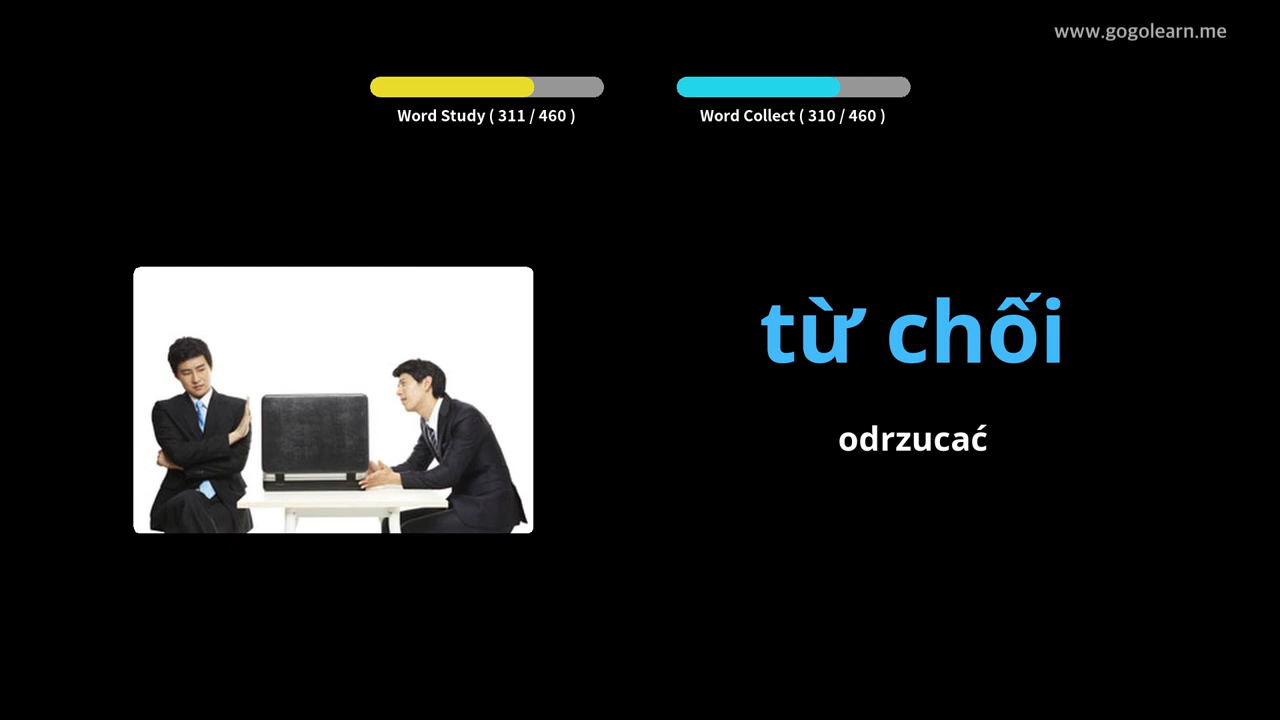 www.gogolearn.me
Word Study ( 311 / 460 )
Word Collect ( 310 / 460 )
từ chối
odrzucać